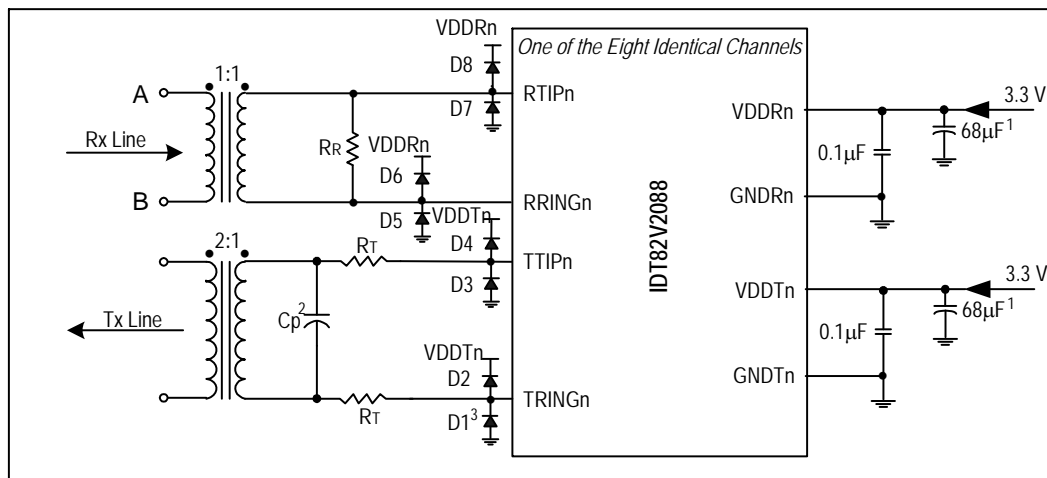 One of the Eight Identical Channels
VDDRn
D8
1:1
A
RTIPn
D7
VDDRn
3.3 V
68μF1
Rx Line
RR
VDDRn
D6
0.1μF
B
RRINGn
GNDRn
D5
VDDTn
2:1
D4
RT
TTIPn
D3
IDT82V2088
VDDTn
3.3 V
68μF1
Tx Line
Cp2
0.1μF
VDDTn
D2
GNDTn
TRINGn
RT
D13